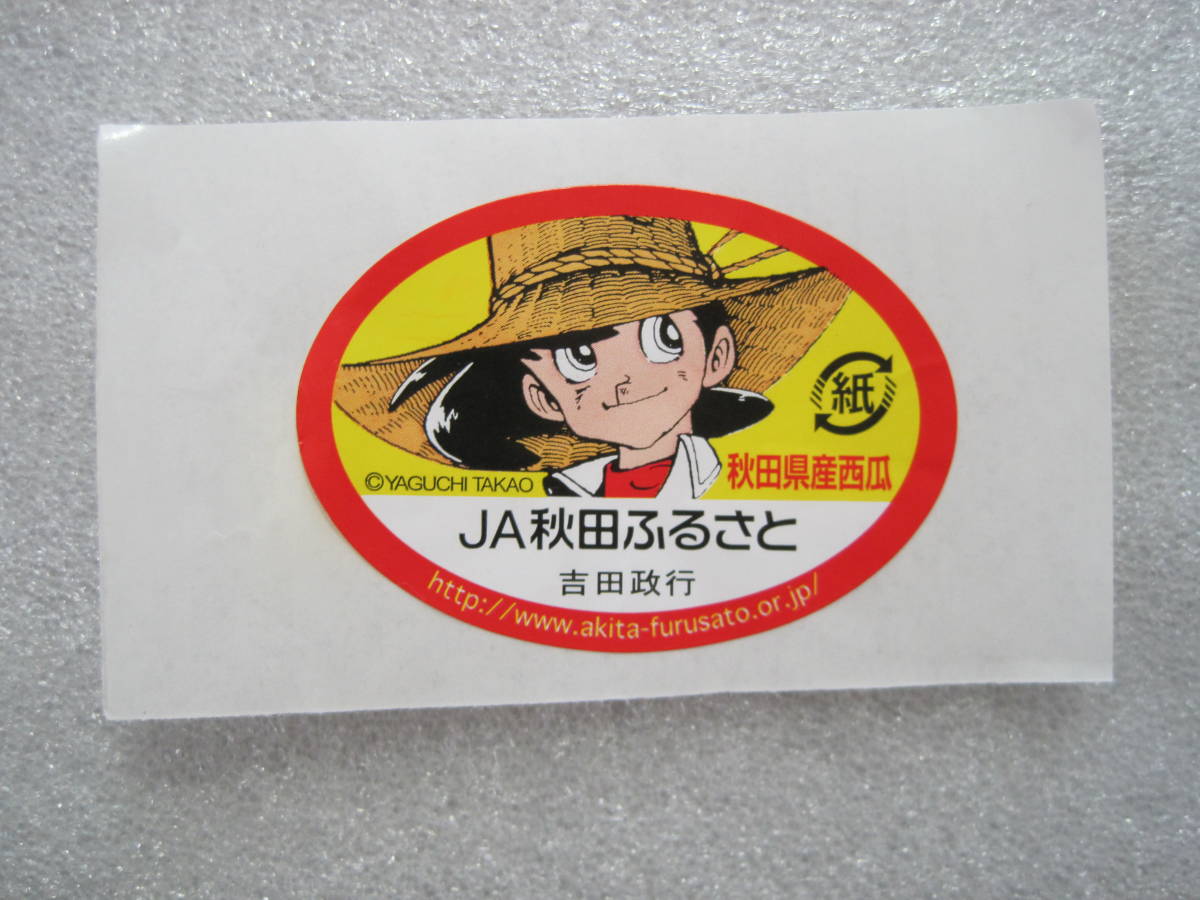 紙
©YAGUCHI TAKAO
秋田県産西瓜
JA秋田ふるさと
吉田政行
http://www.akita-furusato.or.jp/